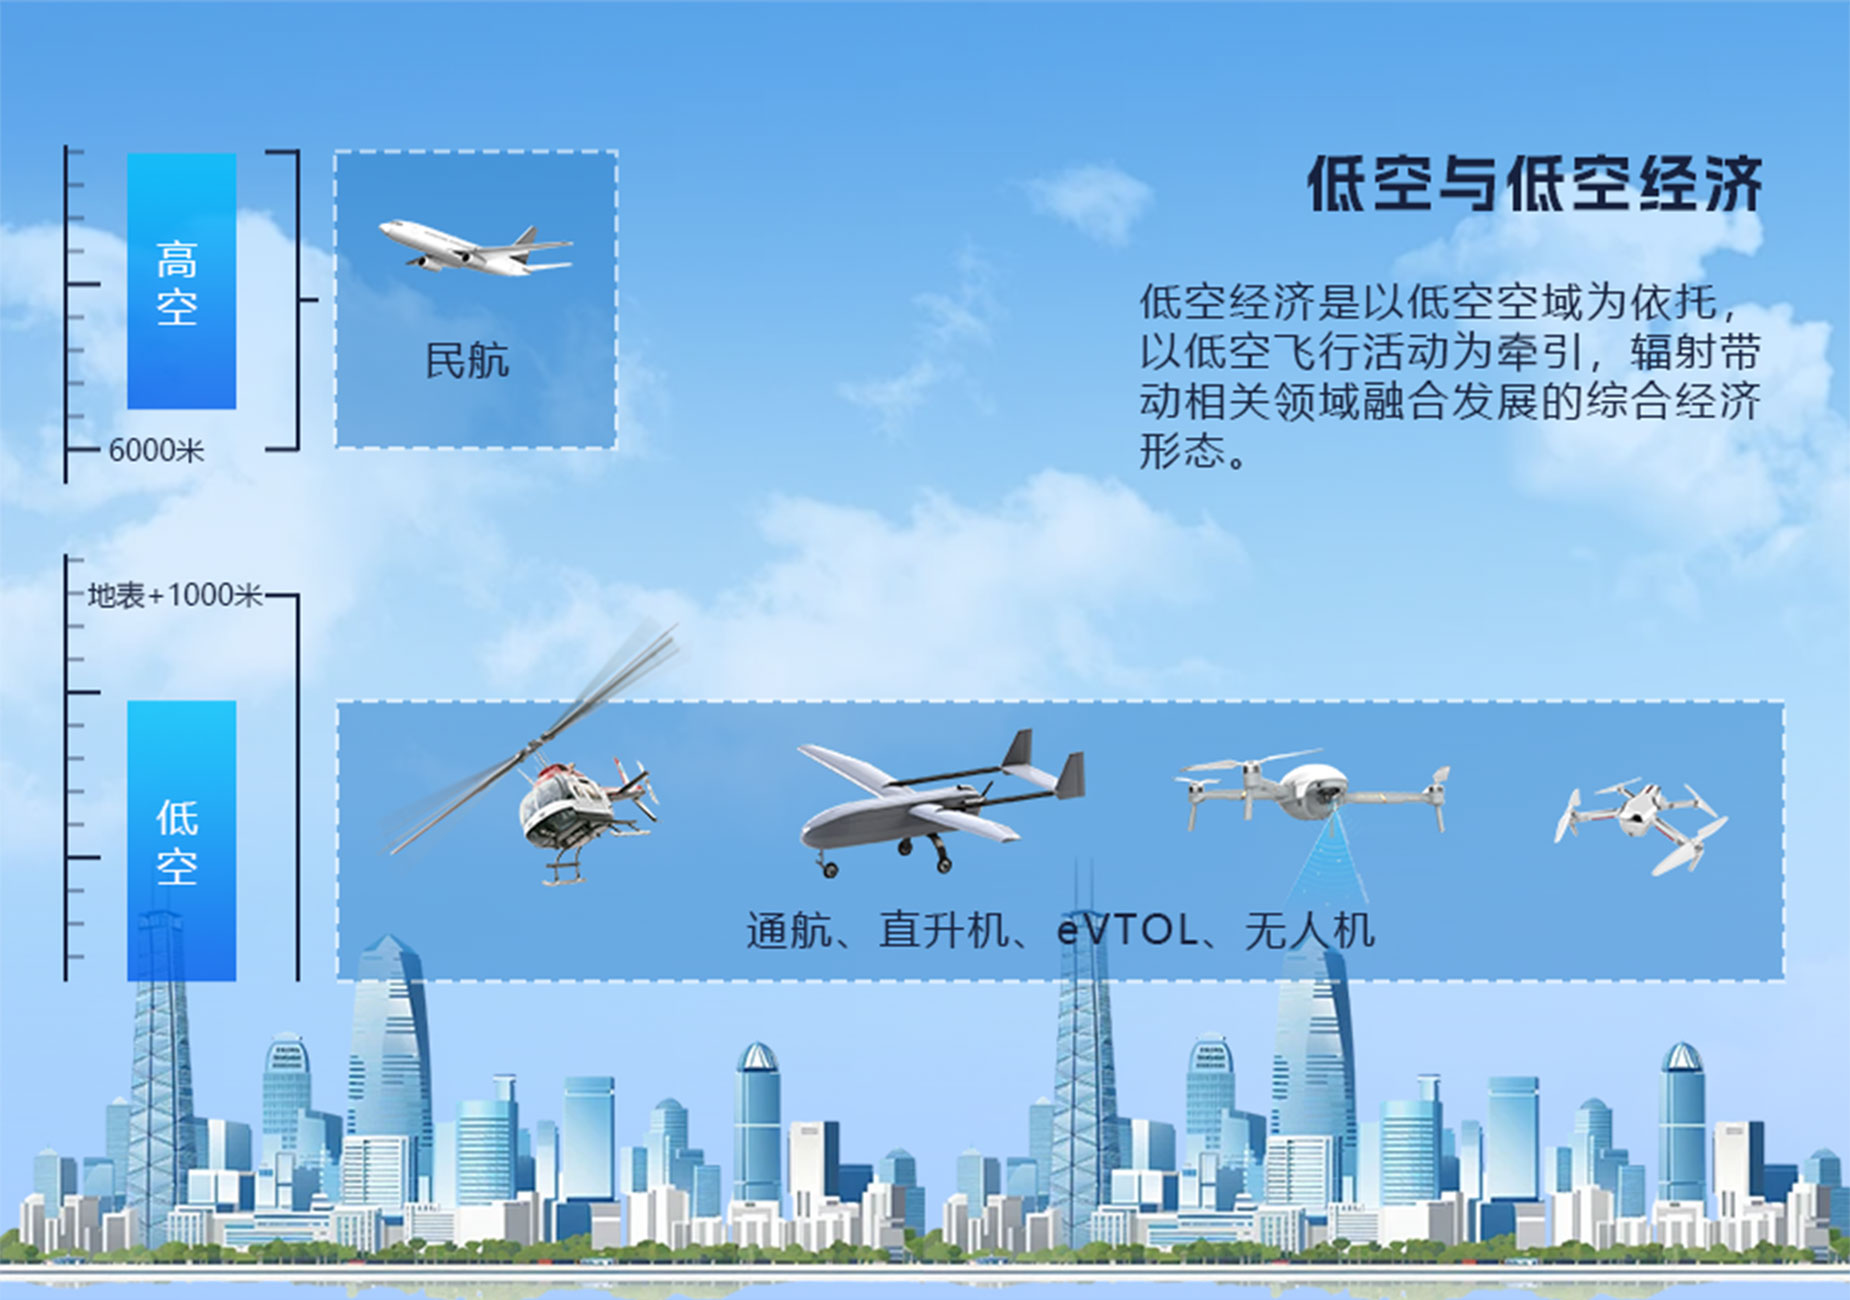 低空与低空经济
低空经济是以低空空域为依托，
以低空飞行活动为牵引，辐射带
动相关领域融合发展的综合经济
形态。
高
空
民航
6000米
地表+1000米
低
空
通航、直升机、eVTOL、无人机